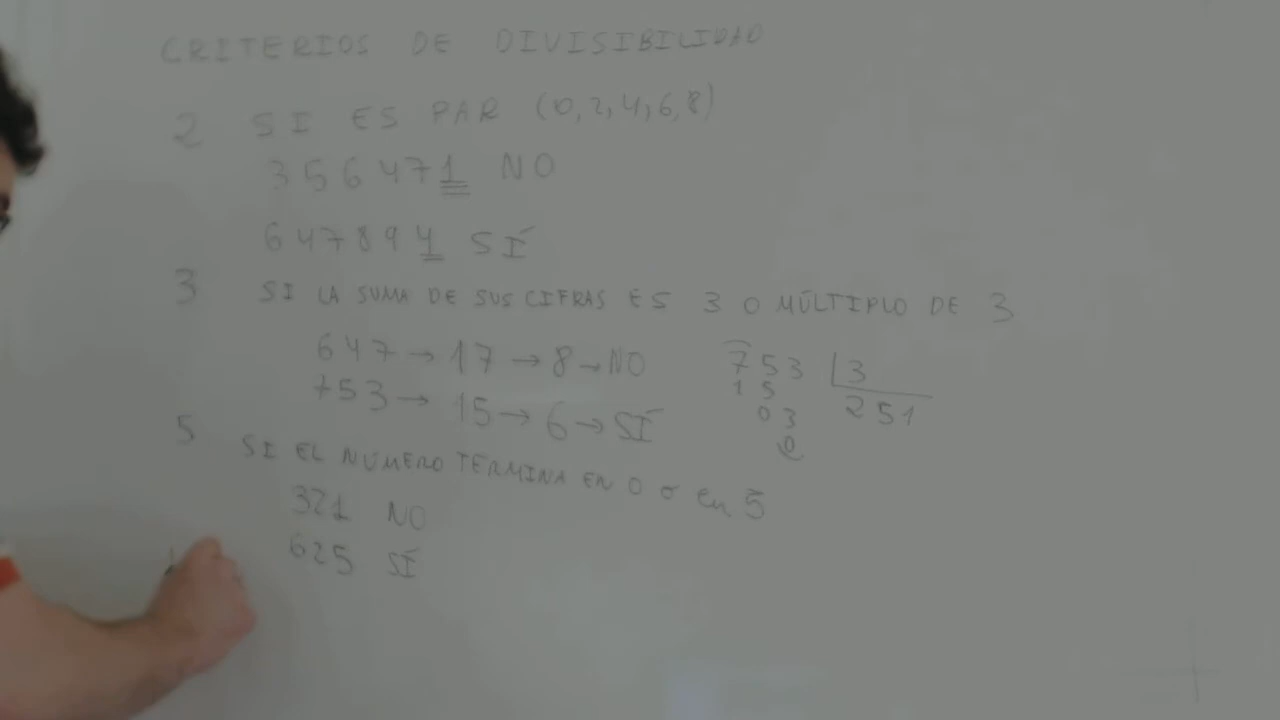 CRITERIOS DE DIVISIBILIDAD
2 SI ES PAR (0,2,4,6,8)
356471 NO
647894 SÍ
3 SI LA SUMA DE SUS CIFRAS ES 3 O MÚLTIPLO DE 3
647 → 17 → 8 → NO
753 → 15 → 6 → SÍ
753 | 3
15 251
03
0
5 SI EL NÚMERO TERMINA EN 0 o en 5
321 NO
625 SÍ